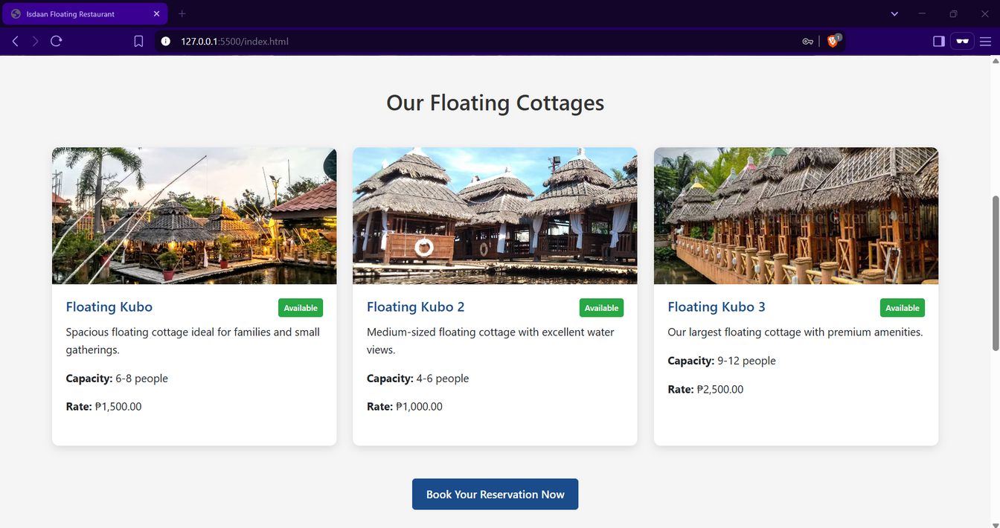 Isdaan Floating Restaurant
127.0.0.1:5500/index.html
1
Our Floating Cottages
Floating Kubo
Available
Spacious floating cottage ideal for families and small
gatherings.
Capacity: 6-8 people
Rate: ₱1,500.00
Floating Kubo 2
Available
Medium-sized floating cottage with excellent water
views.
Capacity: 4-6 people
Rate: ₱1,000.00
Floating Kubo 3
Available
Our largest floating cottage with premium amenities.
Capacity: 9-12 people
Rate: ₱2,500.00
Book Your Reservation Now